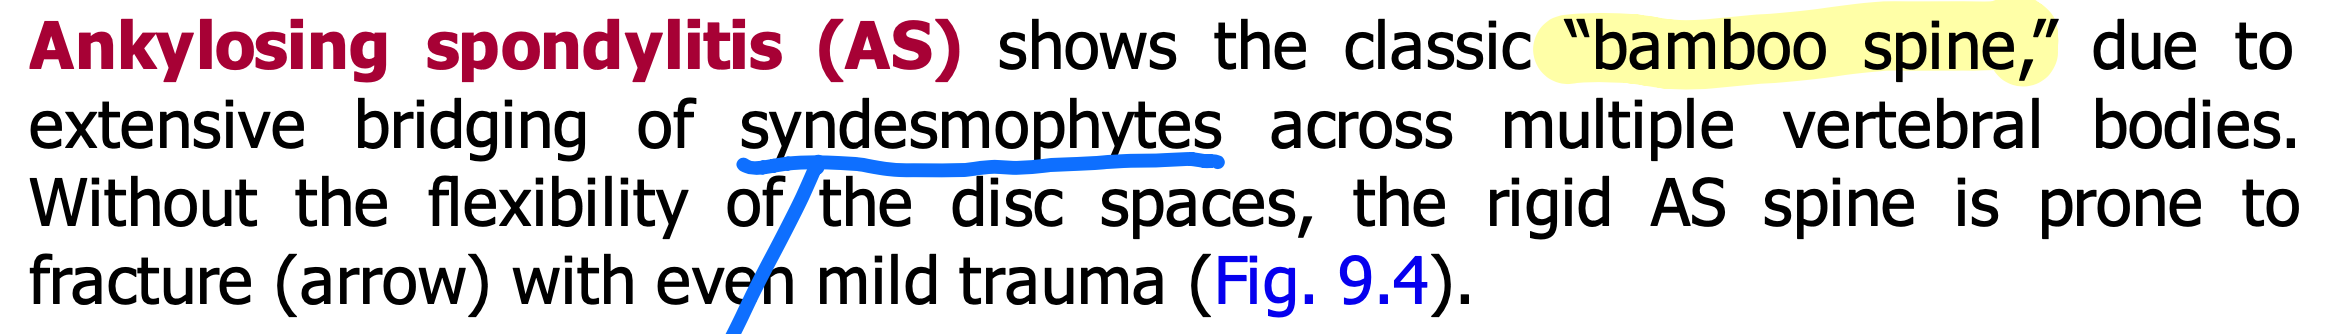 Ankylosing spondylitis (AS) shows the classic “bamboo spine,” due to
extensive bridging of syndesmophytes across multiple vertebral bodies.
Without the flexibility of the disc spaces, the rigid AS spine is prone to
fracture (arrow) with even mild trauma (Fig. 9.4).